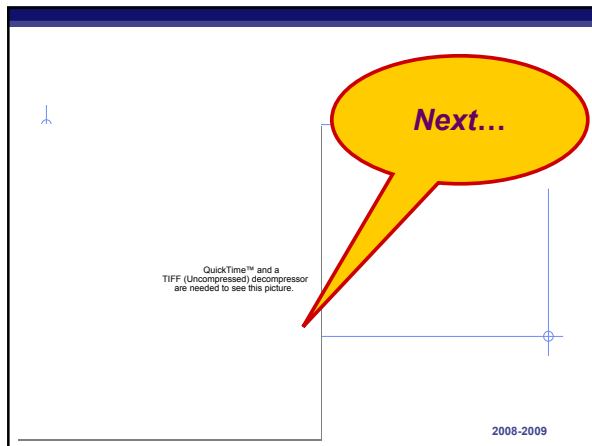 Next…
QuickTime™ and a
TIFF (Uncompressed) decompressor
are needed to see this picture.
2008-2009